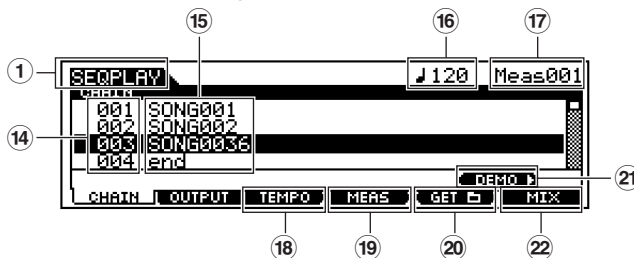 15 16 17
1 SEQPLAY ♩120 Meas001
CHAIN
001 SONG001
002 SONG002
14 003 SONG0036
004 end
DEMO 21
CHAIN OUTPUT TEMPO MEAS GET MIX
18 19 20 22